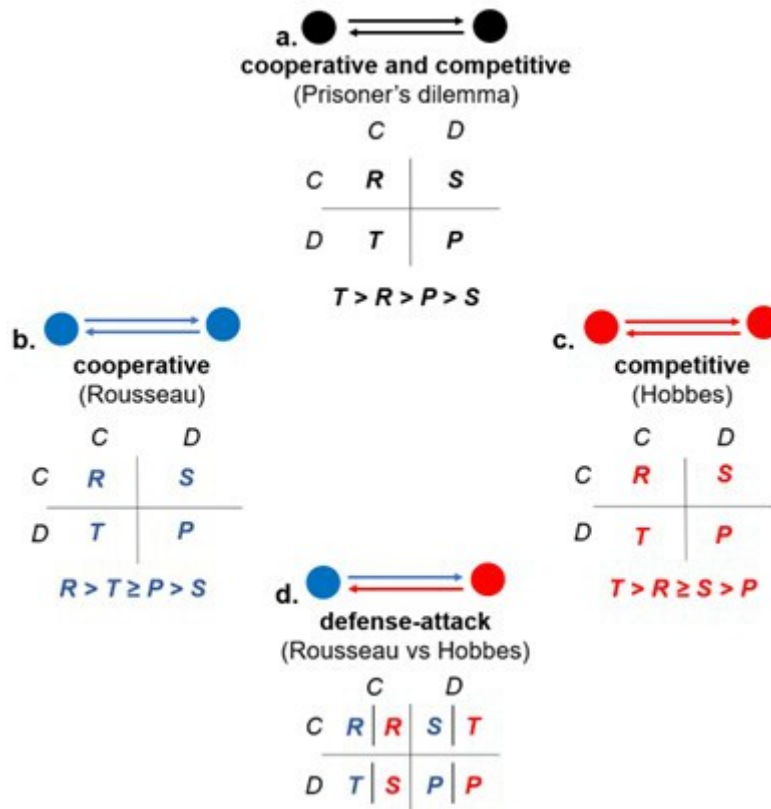 a.
cooperative and competitive
(Prisoner's dilemma)
C D
C R S
D T P
T > R > P > S
b.
cooperative
(Rousseau)
C D
C R S
D T P
R > T ≥ P > S
c.
competitive
(Hobbes)
C D
C R S
D T P
T > R ≥ S > P
d.
defense-attack
(Rousseau vs Hobbes)
C D
C R R S T
D T S P P